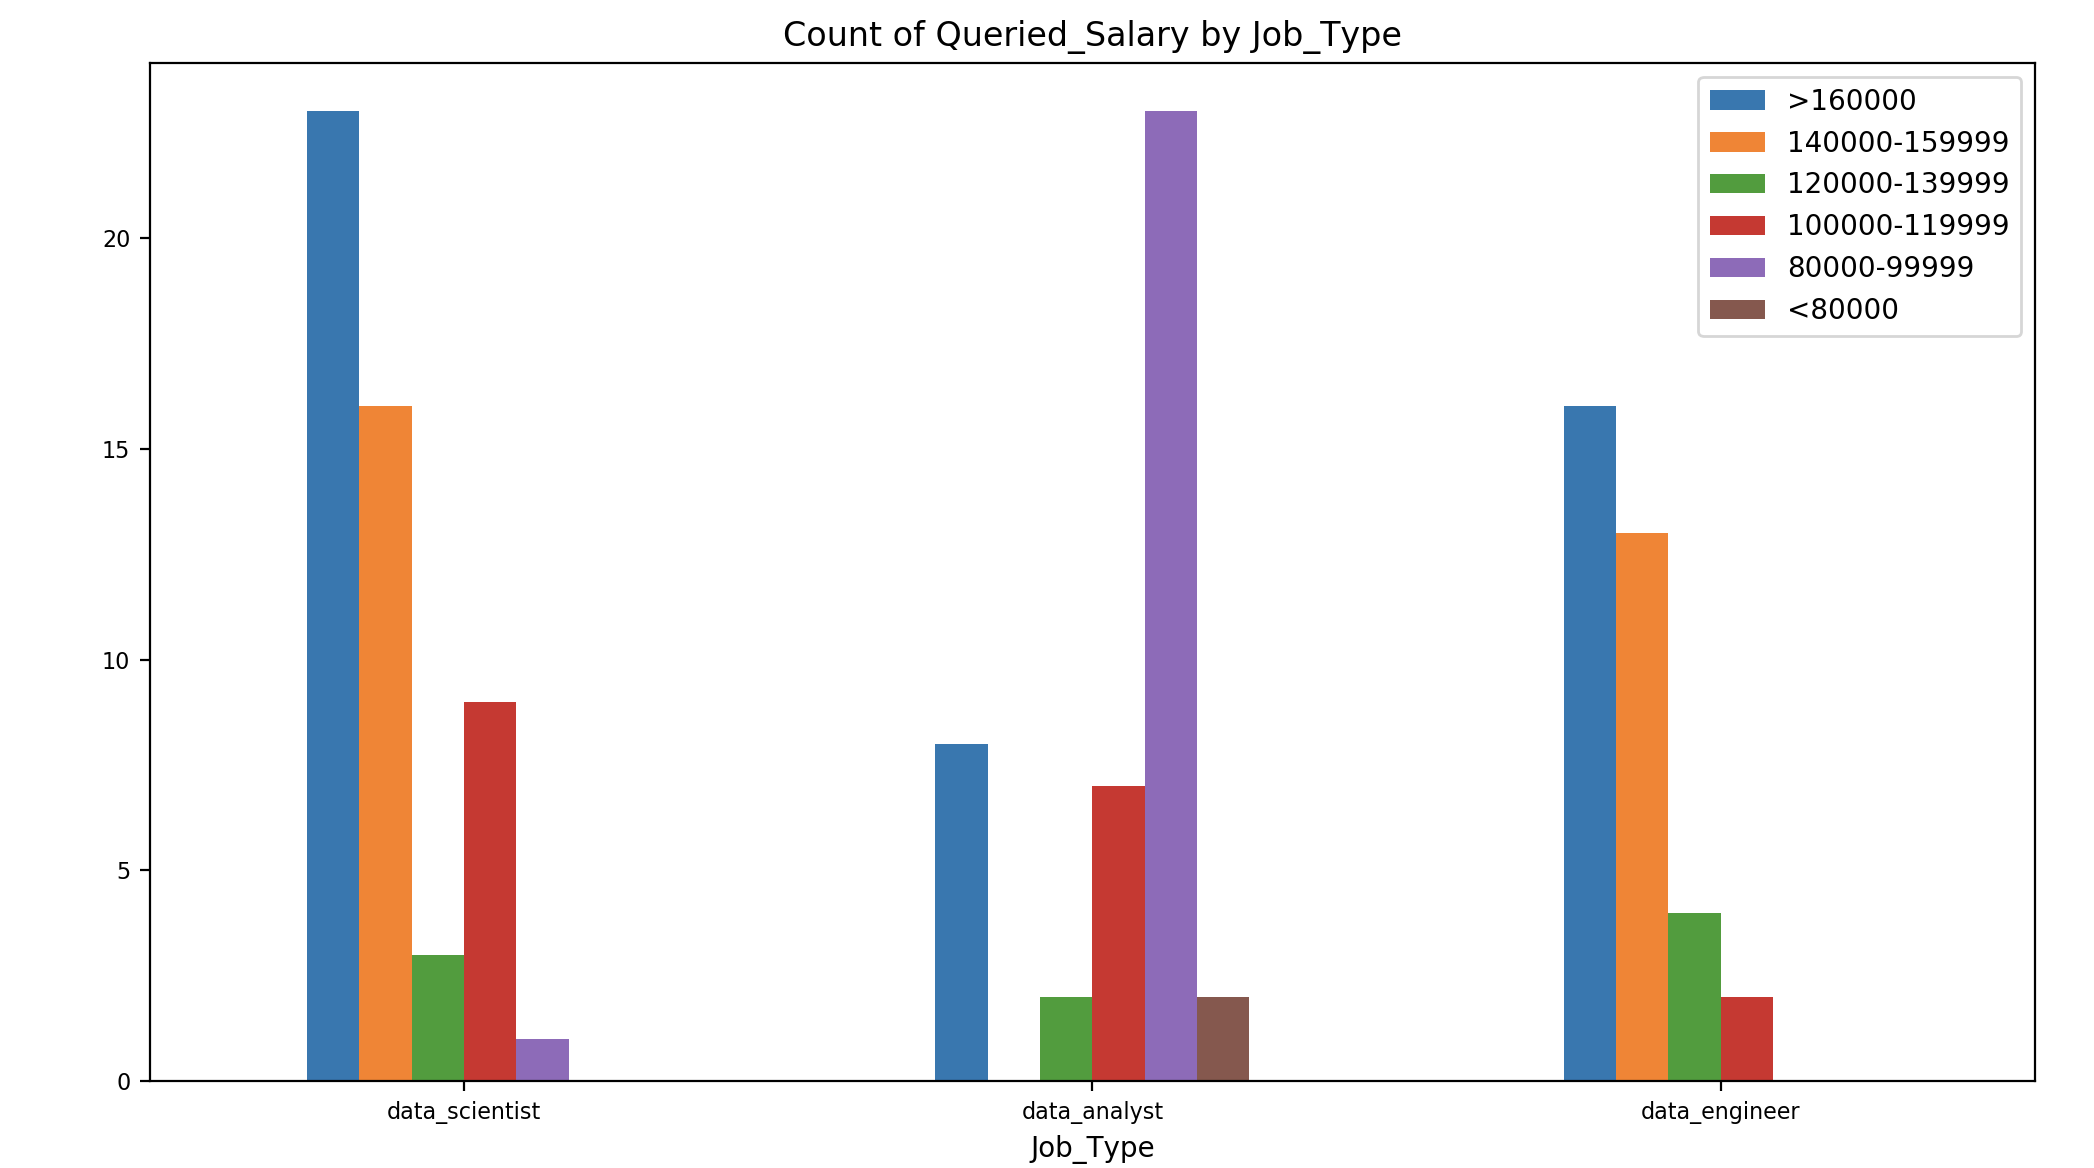 Count of Queried_Salary by Job_Type
>160000
140000-159999
120000-139999
100000-119999
80000-99999
<80000
20
15
10
5
0
data_scientist
data_analyst
data_engineer
Job_Type